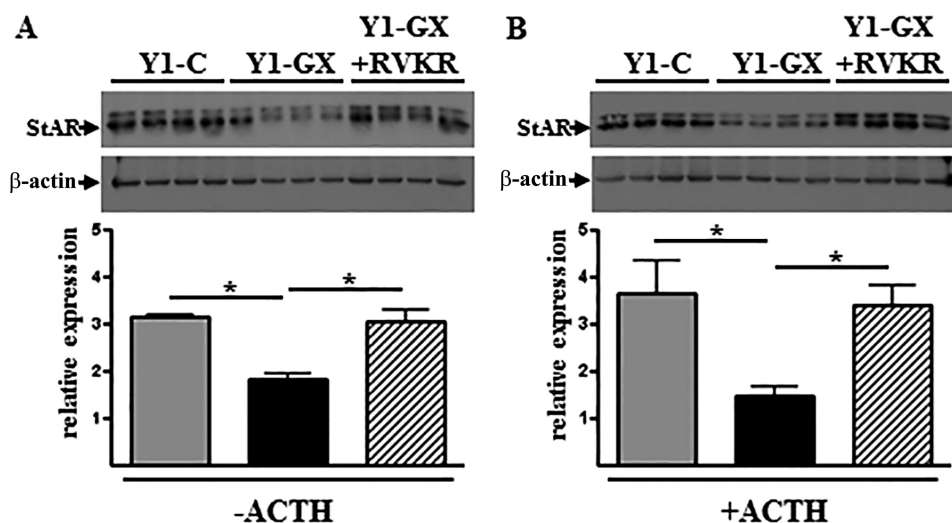 A
Y1-C
Y1-GX
Y1-GX
+RVKR
StAR
β-actin
relative expression
5
4
3
2
1
*
*
-ACTH
B
Y1-C
Y1-GX
Y1-GX
+RVKR
StAR
β-actin
relative expression
5
4
3
2
1
*
*
+ACTH